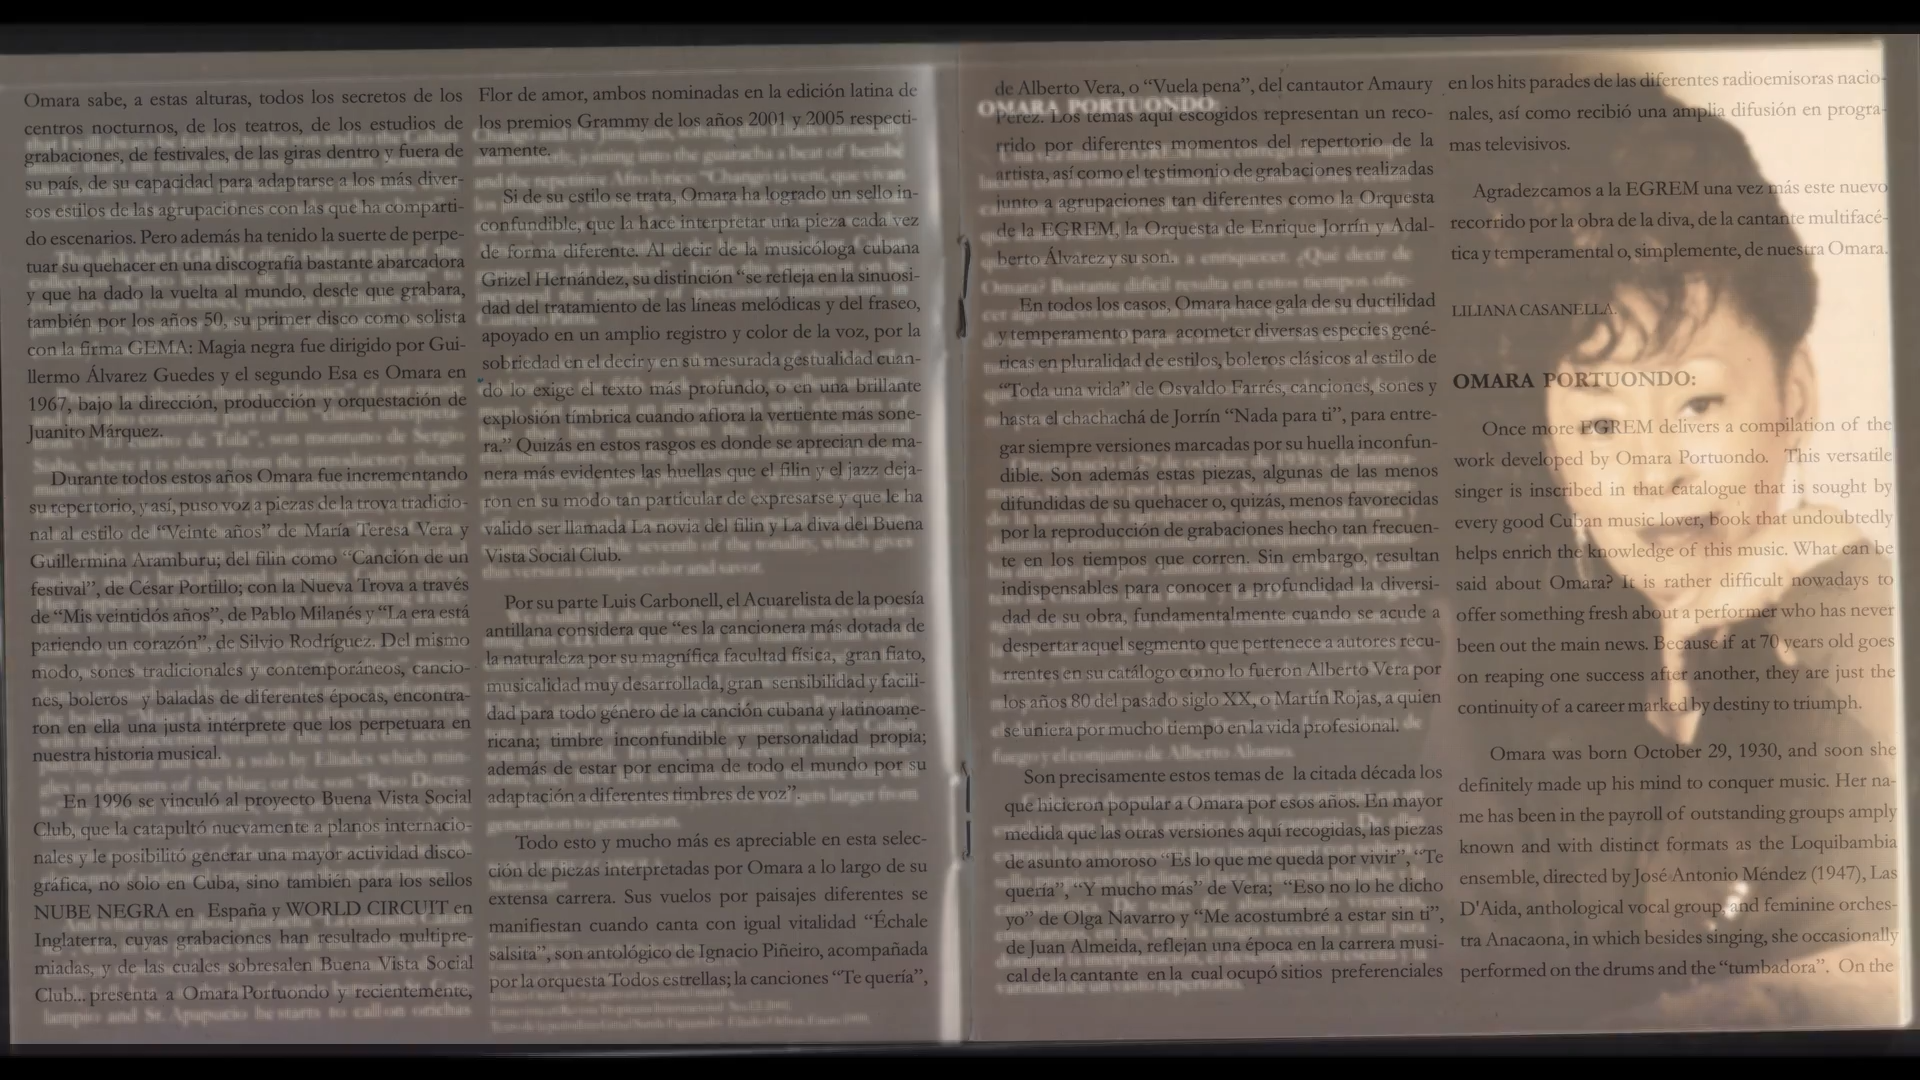 Omara sabe, a estas alturas, todos los secretos de los
centros nocturnos, de los teatros, de los estudios de
grabaciones, de festivales, de las giras dentro y fuera de
su país, de su capacidad para adaptarse a los más diver-
sos estilos de las agrupaciones con las que ha comparti-
do escenarios. Pero además ha tenido la suerte de perpe-
tuar su quehacer en una discografía bastante abarcadora
y que ha dado la vuelta al mundo, desde que grabara,
también por los años 50, su primer disco como solista
con la firma GEMA: Magia negra fue dirigido por Gui-
llermo Álvarez Guedes y el segundo Esa es Omara en
1967, bajo la dirección, producción y orquestación de
Juanito Márquez.
Durante todos estos años Omara fue incrementando
su repertorio, y así, puso voz a piezas de la trova tradicio-
nal al estilo de “Veinte años” de María Teresa Vera y
Guillermina Aramburu; del filin como “Canción de un
festival”, de César Portillo; con la Nueva Trova a través
de “Mis veintidós años”, de Pablo Milanés y “La era está
pariendo un corazón”, de Silvio Rodríguez. Del mismo
modo, sones tradicionales y contemporáneos, cancio-
nes, boleros y baladas de diferentes épocas, encontra-
ron en ella una justa intérprete que los perpetuara en
nuestra historia musical.
En 1996 se vinculó al proyecto Buena Vista Social
Club, que la catapultó nuevamente a planos internacio-
nales y le posibilitó generar una mayor actividad disco-
gráfica, no solo en Cuba, sino también para los sellos
NUBE NEGRA en España y WORLD CIRCUIT en
Inglaterra, cuyas grabaciones han resultado multipre-
miadas, y de las cuales sobresalen Buena Vista Social
Club... presenta a Omara Portuondo y recientemente,
Flor de amor, ambos nominadas en la edición latina de
los premios Grammy de los años 2001 y 2005 respecti-
vamente.
Si de su estilo se trata, Omara ha logrado un sello in-
confundible, que la hace interpretar una pieza cada vez
de forma diferente. Al decir de la musicóloga cubana
Grizel Hernández, su distinción “se refleja en la sinuosi-
dad del tratamiento de las líneas melódicas y del fraseo,
apoyado en un amplio registro y color de la voz, por la
sobriedad en el decir y en su mesurada gestualidad cuan-
do lo exige el texto más profundo, o en una brillante
explosión tímbrica cuando aflora la vertiente más sone-
ra.” Quizás en estos rasgos es donde se aprecian de ma-
nera más evidentes las huellas que el filin y el jazz deja-
ron en su modo tan particular de expresarse y que le ha
valido ser llamada La novia del filin y La diva del Buena
Vista Social Club.
Por su parte Luis Carbonell, el Acuarelista de la poesía
antillana considera que “es la cancionera más dotada de
la naturaleza por su magnífica facultad física, gran fiato,
musicalidad muy desarrollada, gran sensibilidad y facili-
dad para todo género de la canción cubana y latinoame-
ricana; timbre inconfundible y personalidad propia;
además de estar por encima de todo el mundo por su
adaptación a diferentes timbres de voz”.
Todo esto y mucho más es apreciable en esta selec-
ción de piezas interpretadas por Omara a lo largo de su
extensa carrera. Sus vuelos por paisajes diferentes se
manifiestan cuando canta con igual vitalidad “Échale
salsita”, son antológico de Ignacio Piñeiro, acompañada
por la orquesta Todos estrellas; la canciones “Te quería”,
de Alberto Vera, o “Vuela pena”, del cantautor Amaury
OMARA PORTUONDO:
Pérez. Los temas aquí escogidos representan un reco-
rrido por diferentes momentos del repertorio de la
artista, así como el testimonio de grabaciones realizadas
junto a agrupaciones tan diferentes como la Orquesta
de la EGREM, la Orquesta de Enrique Jorrín y Adal-
berto Álvarez y su son.
En todos los casos, Omara hace gala de su ductilidad
y temperamento para acometer diversas especies gené-
ricas en pluralidad de estilos, boleros clásicos al estilo de
“Toda una vida” de Osvaldo Farrés, canciones, sones y
hasta el chachachá de Jorrín “Nada para ti”, para entre-
gar siempre versiones marcadas por su huella inconfun-
dible. Son además estas piezas, algunas de las menos
difundidas de su quehacer o, quizás, menos favorecidas
por la reproducción de grabaciones hecho tan frecuen-
te en los tiempos que corren. Sin embargo, resultan
indispensables para conocer a profundidad la diversi-
dad de su obra, fundamentalmente cuando se acude a
despertar aquel segmento que pertenece a autores recu-
rrentes en su catálogo como lo fueron Alberto Vera por
los años 80 del pasado siglo XX, o Martín Rojas, a quien
se uniera por mucho tiempo en la vida profesional.
Son precisamente estos temas de la citada década los
que hicieron popular a Omara por esos años. En mayor
medida que las otras versiones aquí recogidas, las piezas
de asunto amoroso “Es lo que me queda por vivir”, “Te
quería”, “Y mucho más” de Vera; “Eso no lo he dicho
yo” de Olga Navarro y “Me acostumbré a estar sin ti”,
de Juan Almeida, reflejan una época en la carrera musi-
cal de la cantante en la cual ocupó sitios preferenciales
en los hits parades de las diferentes radioemisoras nacio-
nales, así como recibió una amplia difusión en progra-
mas televisivos.
Agradezcamos a la EGREM una vez más este nuevo
recorrido por la obra de la diva, de la cantante multifacé-
tica y temperamental o, simplemente, de nuestra Omara.
LILIANA CASANELLA.
OMARA PORTUONDO:
Once more EGREM delivers a compilation of the
work developed by Omara Portuondo. This versatile
singer is inscribed in that catalogue that is sought by
every good Cuban music lover, book that undoubtedly
helps enrich the knowledge of this music. What can be
said about Omara? It is rather difficult nowadays to
offer something fresh about a performer who has never
been out the main news. Because if at 70 years old goes
on reaping one success after another, they are just the
continuity of a career marked by destiny to triumph.
Omara was born October 29, 1930, and soon she
definitely made up his mind to conquer music. Her na-
me has been in the payroll of outstanding groups amply
known and with distinct formats as the Loquibambia
ensemble, directed by José Antonio Méndez (1947), Las
D'Aida, anthological vocal group, and feminine orches-
tra Anacaona, in which besides singing, she occasionally
performed on the drums and the “tumbadora”. On the